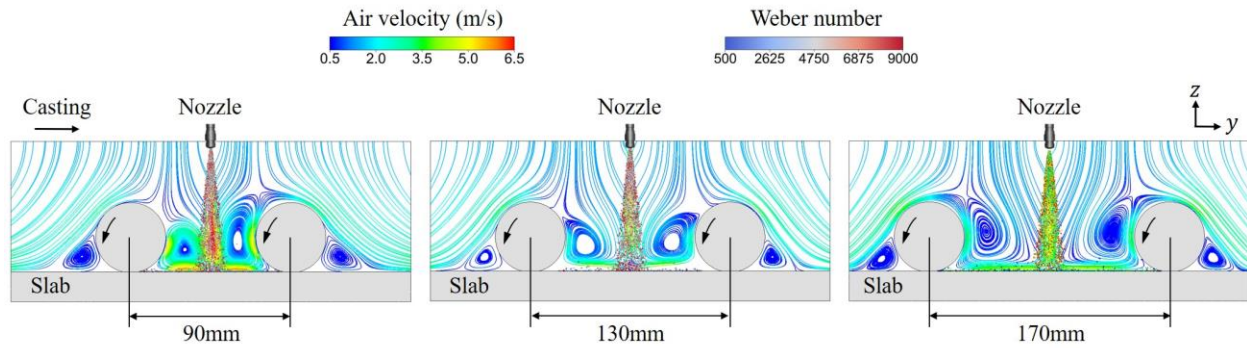 Air velocity (m/s)
0.5 2.0 3.5 5.0 6.5
Weber number
500 2625 4750 6875 9000
Casting
Nozzle
Nozzle
Nozzle
z
y
Slab
Slab
Slab
90mm
130mm
170mm